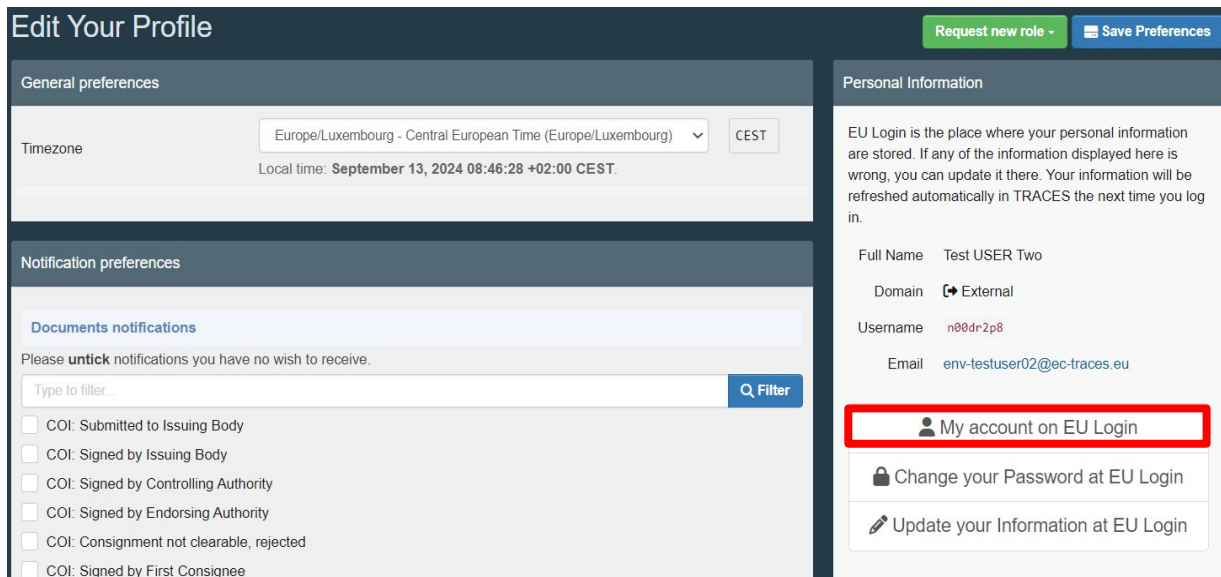 Edit Your Profile
Request new role
Save Preferences
General preferences
Timezone
Europe/Luxembourg - Central European Time (Europe/Luxembourg)
CEST
Local time: September 13, 2024 08:46:28 +02:00 CEST.
Notification preferences
Documents notifications
Please untick notifications you have no wish to receive.
Type to filter...
Filter
COI: Submitted to Issuing Body
COI: Signed by Issuing Body
COI: Signed by Controlling Authority
COI: Signed by Endorsing Authority
COI: Consignment not clearable, rejected
COI: Signed by First Consignee
Personal Information
EU Login is the place where your personal information
are stored. If any of the information displayed here is
wrong, you can update it there. Your information will be
refreshed automatically in TRACES the next time you log
in.
Full Name Test USER Two
Domain External
Username n00dr2p8
Email env-testuser02@ec-traces.eu
My account on EU Login
Change your Password at EU Login
Update your Information at EU Login